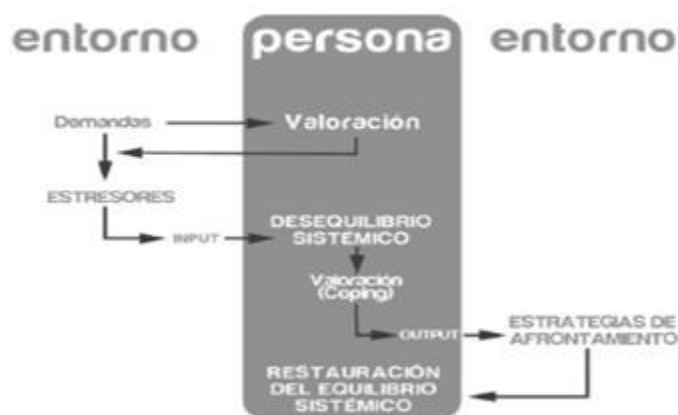 entorno persona entorno
Demandas Valoración
ESTRESORES
INPUT DESEQUILIBRIO
SISTÉMICO
Valoración
(Coping)
OUTPUT ESTRATEGIAS DE
AFRONTAMIENTO
RESTAURACIÓN
DEL EQUILIBRIO
SISTÉMICO